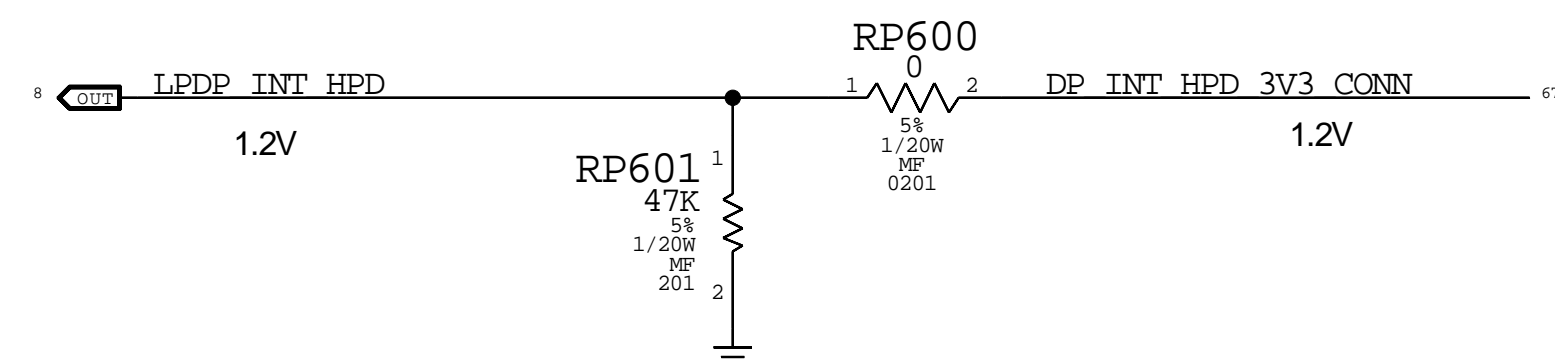 RP600
0
8 OUT LPDP INT HPD
1 2
DP INT HPD 3V3 CONN
1.2V
5%
1/20W
MF
0201
1.2V
RP601
1
47K
5%
1/20W
MF
201
2